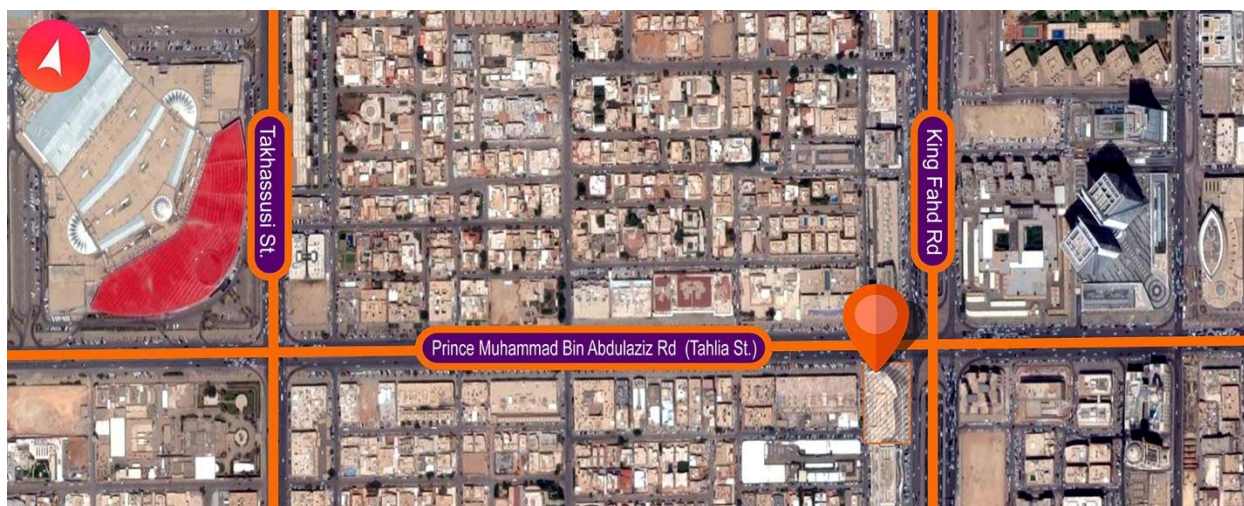 Takhassusi St.
King Fahd Rd
Prince Muhammad Bin Abdulaziz Rd (Tahlia St.)